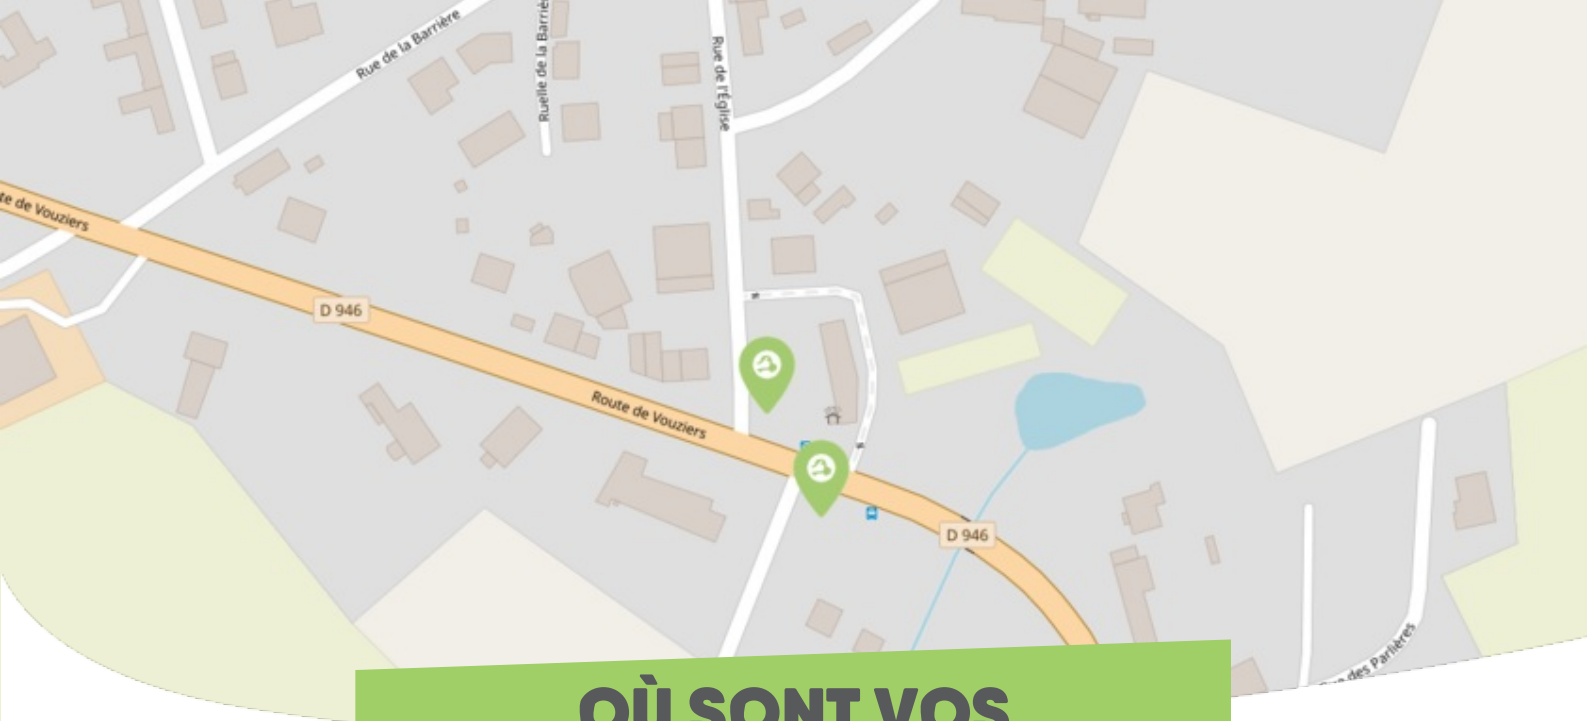 Rue de la Barrière
Ruelle de la Barriè
Rue de l'Église
te de Vouziers
D 946
Route de Vouziers
D 946
e des Parlières
OÙ SONT VOS